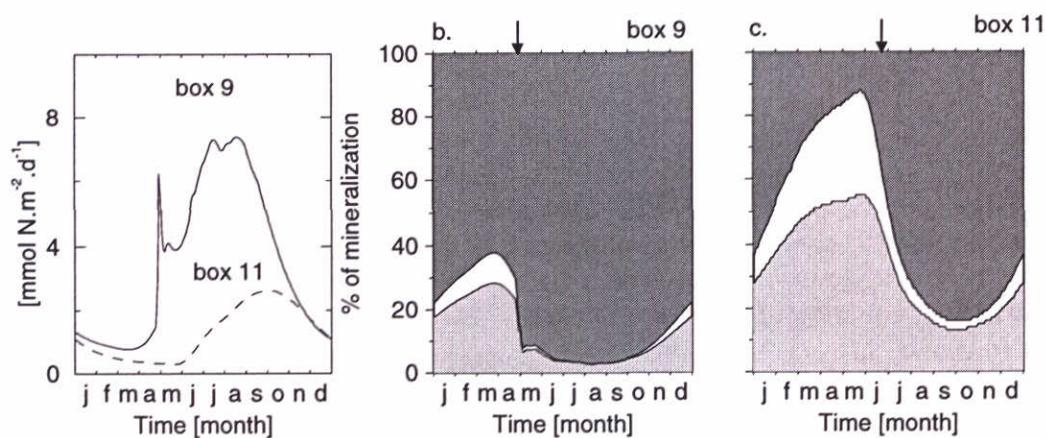 [mmol N.m⁻².d⁻¹]
8
4
0
box 9
box 11
j f m a m j j a s o n d
Time [month]
b.
box 9
% of mineralization
100
80
60
40
20
0
j f m a m j j a s o n d
Time [month]
c.
box 11
j f m a m j j a s o n d
Time [month]